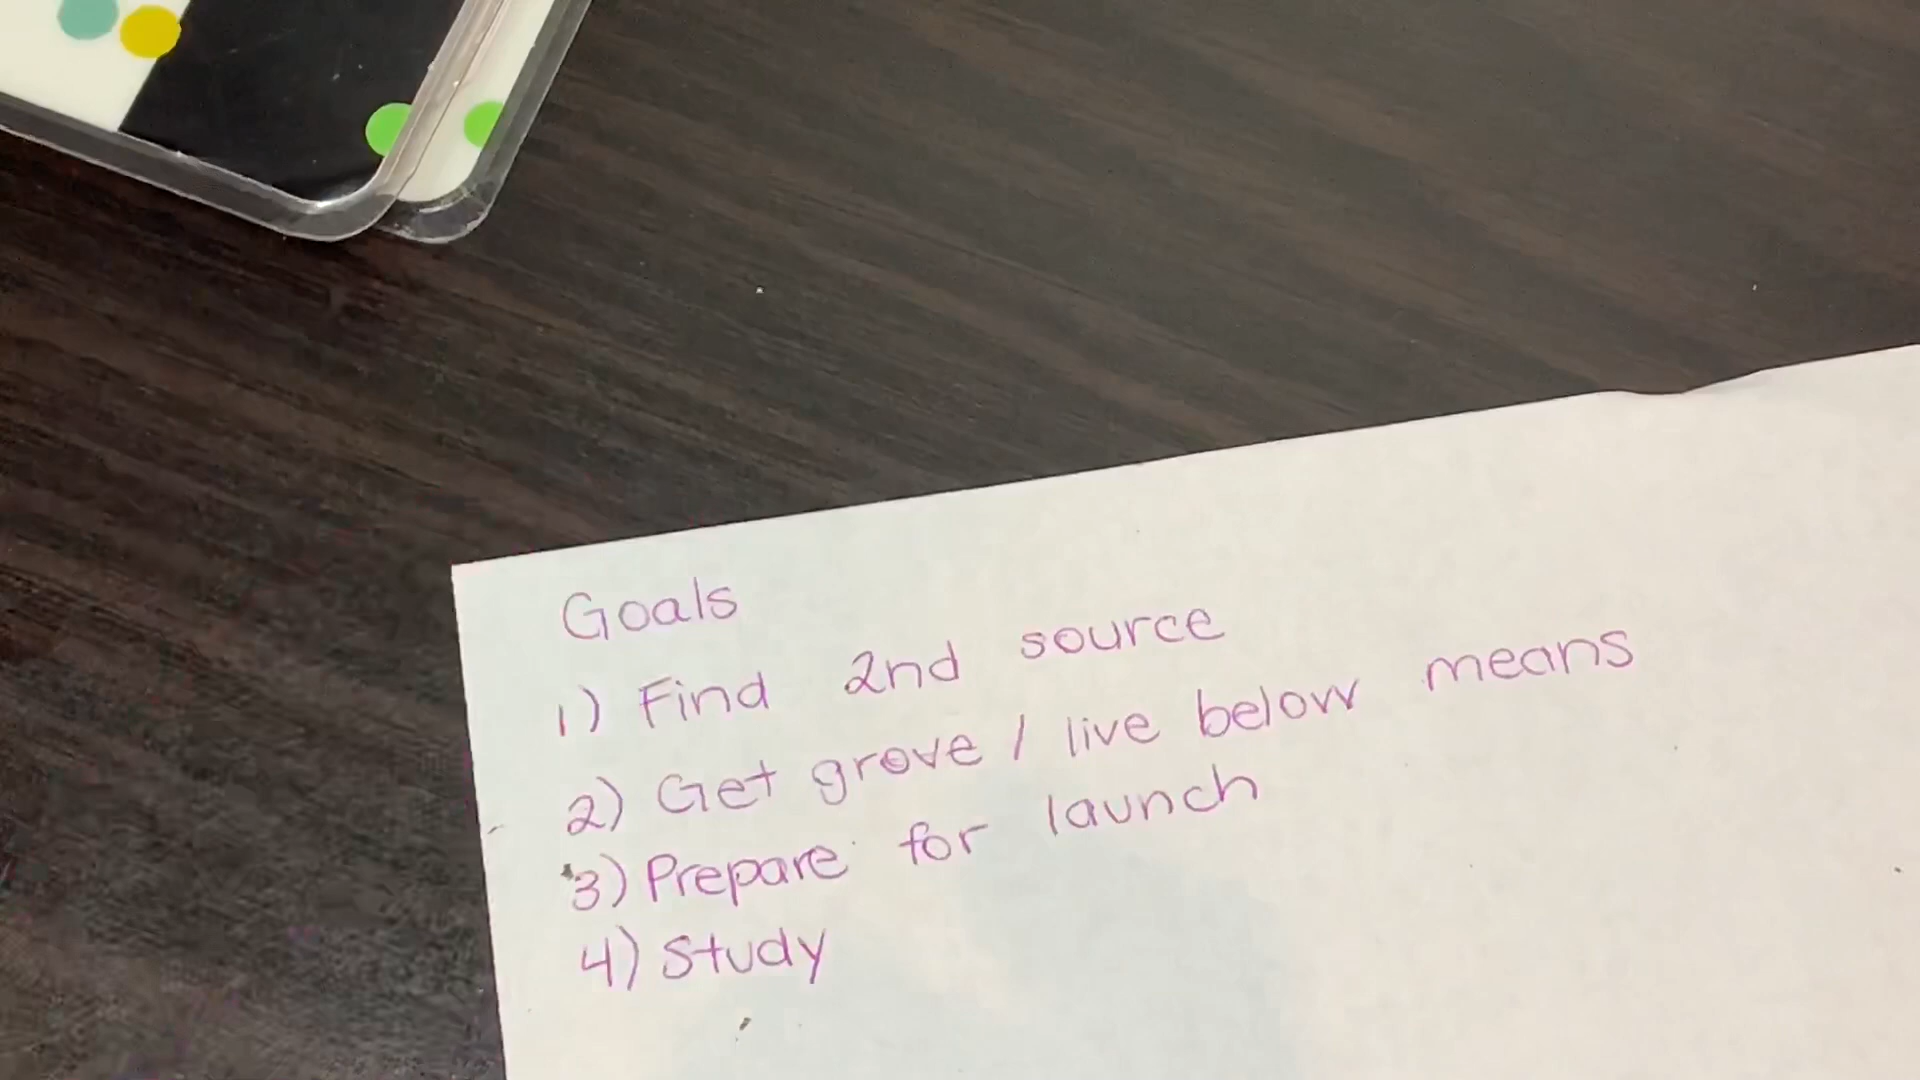 Goals
1) Find 2nd source
2) Get grove / live below means
3) Prepare for launch
4) Study